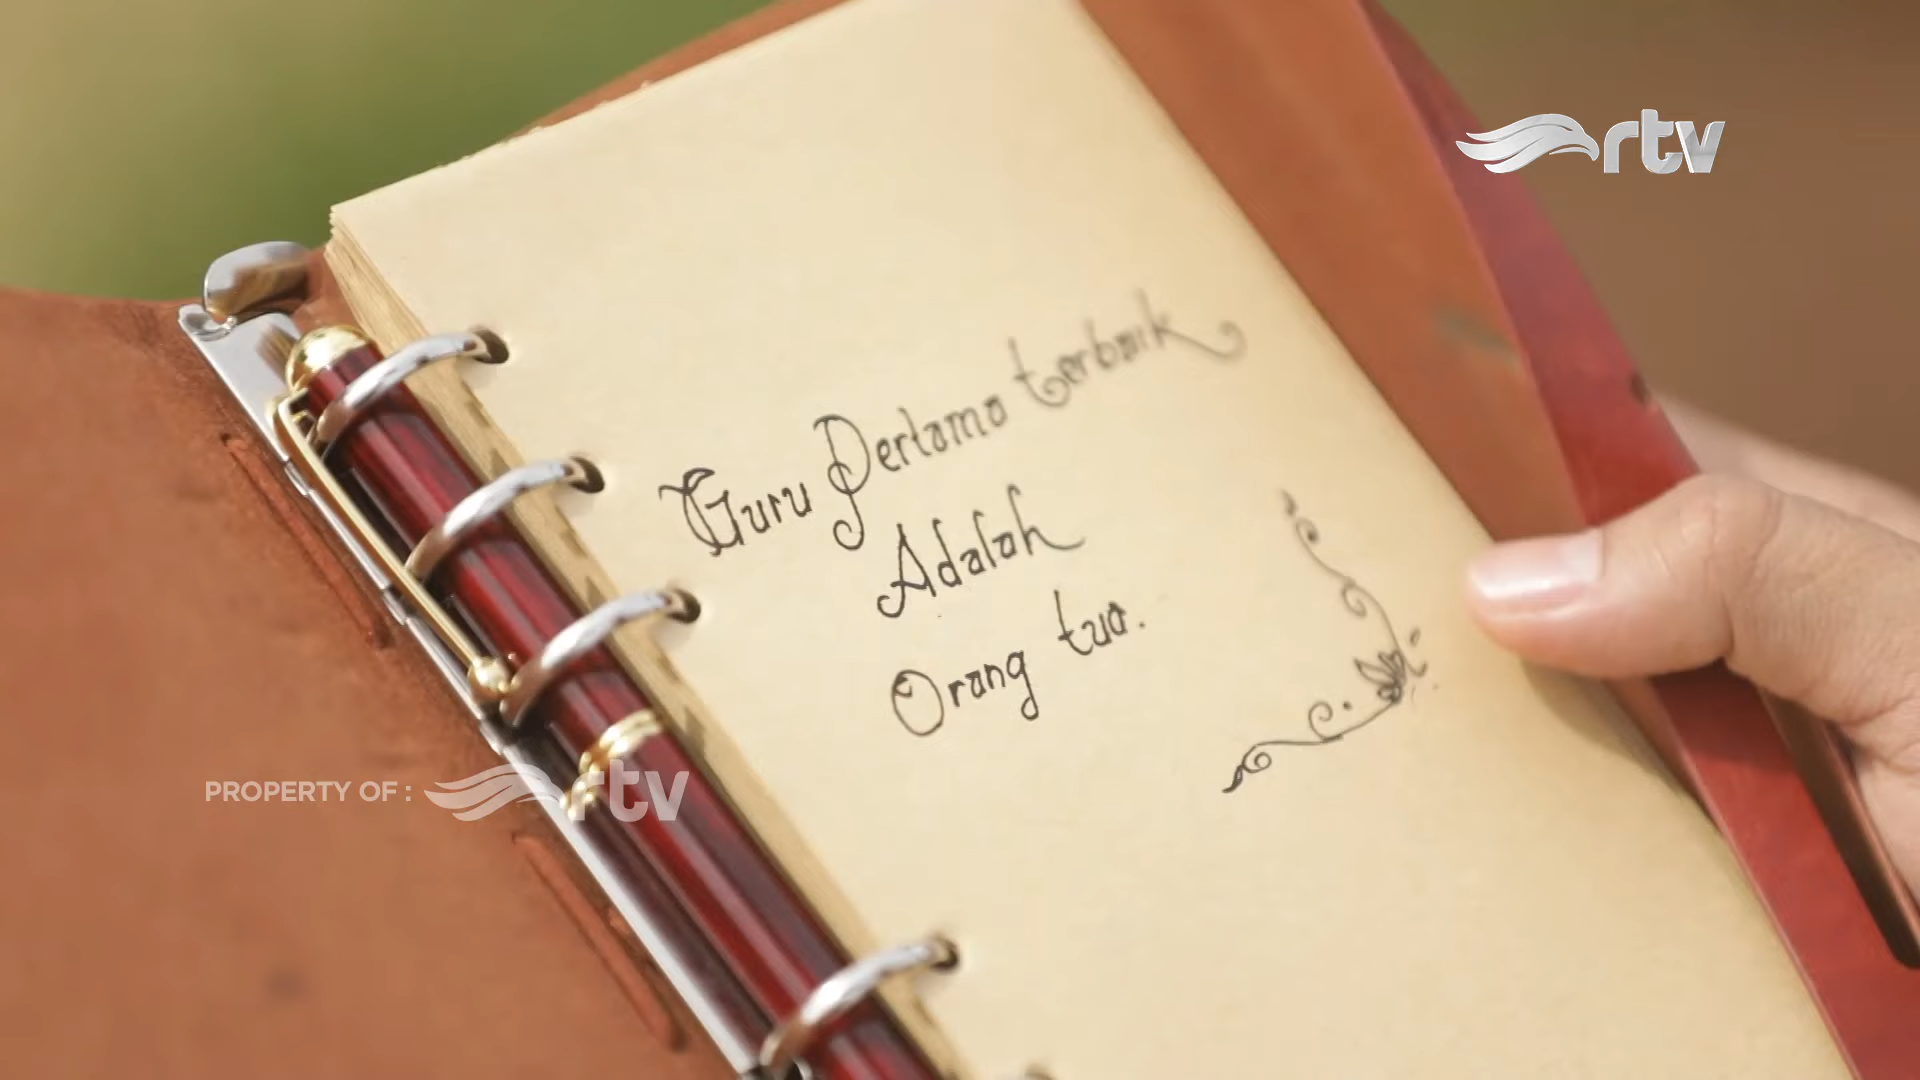 rtv
Guru Pertama terbaik
Adalah
Orang tua.
PROPERTY OF : rtv